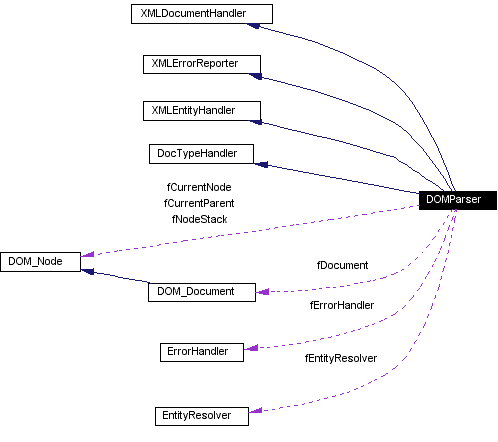 XMLDocumentHandler
XMLErrorReporter
XMLEntityHandler
DocTypeHandler
fCurrentNode
fCurrentParent
fNodeStack
DOMParser
DOM_Node
fDocument
DOM_Document
fErrorHandler
ErrorHandler
fEntityResolver
EntityResolver